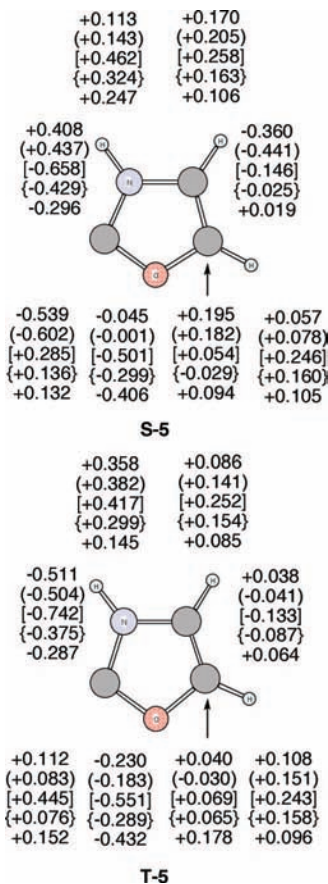 +0.113 +0.170
(+0.143) (+0.205)
[+0.462] [+0.258]
{+0.324} {+0.163}
+0.247 +0.106
+0.408 -0.360
(+0.437) (-0.441)
[-0.658] [-0.146]
{-0.429} {-0.025}
-0.296 +0.019
H H
N
H
O
-0.539 -0.045 +0.195 +0.057
(-0.602) (-0.001) (+0.182) (+0.078)
[+0.285] [-0.501] [+0.054] [+0.246]
{+0.136} {-0.299} {-0.029} {+0.160}
+0.132 -0.406 +0.094 +0.105
S-5
+0.358 +0.086
(+0.382) (+0.141)
[+0.417] [+0.252]
{+0.299} {+0.154}
+0.145 +0.085
-0.511 +0.038
(-0.504) (-0.041)
[-0.742] [-0.133]
{-0.375} {-0.087}
-0.287 +0.064
H H
N
H
O
+0.112 -0.230 +0.040 +0.108
(+0.083) (-0.183) (-0.030) (+0.151)
[+0.445] [-0.551] [+0.069] [+0.243]
{+0.076} {-0.289} {+0.065} {+0.158}
+0.152 -0.432 +0.178 +0.096
T-5